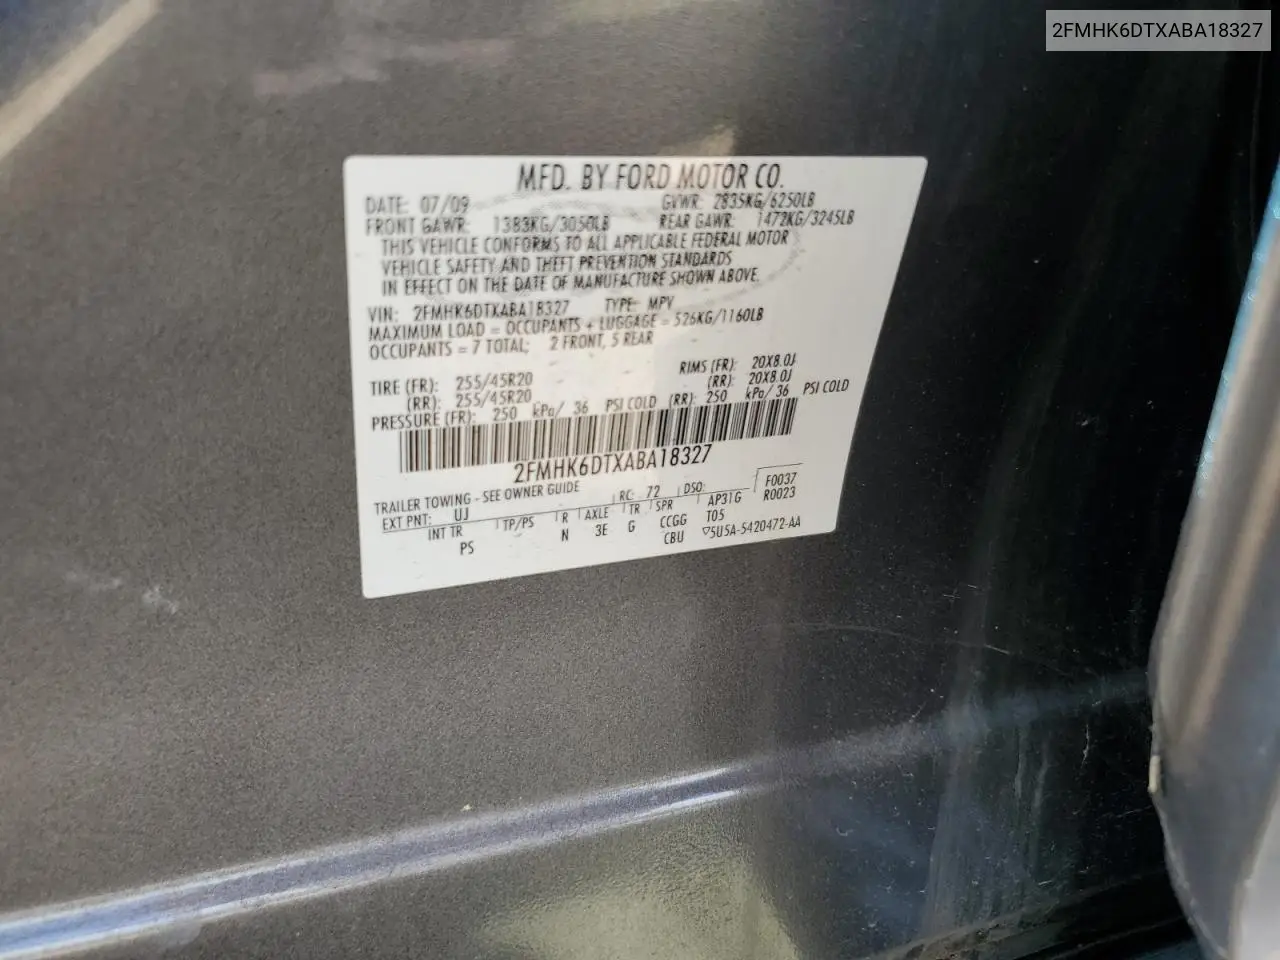 2FMHK6DTXABA18327
MFD. BY FORD MOTOR CO.
DATE: 07/09 GVWR: 2835KG/6250LB
FRONT GAWR: 1383KG/3050LB REAR GAWR: 1472KG/3245LB
THIS VEHICLE CONFORMS TO ALL APPLICABLE FEDERAL MOTOR
VEHICLE SAFETY AND THEFT PREVENTION STANDARDS
IN EFFECT ON THE DATE OF MANUFACTURE SHOWN ABOVE.
VIN: 2FMHK6DTXABA18327 TYPE: MPV
MAXIMUM LOAD = OCCUPANTS + LUGGAGE = 526KG/1160LB
OCCUPANTS = 7 TOTAL; 2 FRONT, 5 REAR
TIRE (FR): 255/45R20 RIMS (FR): 20X8.0J
(RR): 255/45R20 (RR): 20X8.0J
PRESSURE (FR): 250 kPa/ 36 PSI COLD (RR): 250 kPa/ 36 PSI COLD
2FMHK6DTXABA18327
TRAILER TOWING - SEE OWNER GUIDE
EXT PNT: UJ RC: 72 DSO: F0037
INT TR TP/PS R AXLE TR SPR AP31G R0023
PS N 3E G CCGG T05
CBU ▽5U5A-5420472-AA